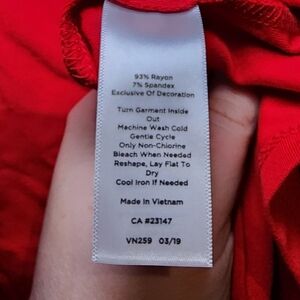 93% Rayon
7% Spandex
Exclusive Of Decoration
Turn Garment Inside
Out
Machine Wash Cold
Gentle Cycle
Only Non-Chlorine
Bleach When Needed
Reshape, Lay Flat To
Dry
Cool Iron If Needed
Made In Vietnam
CA #23147
VN259 03/19